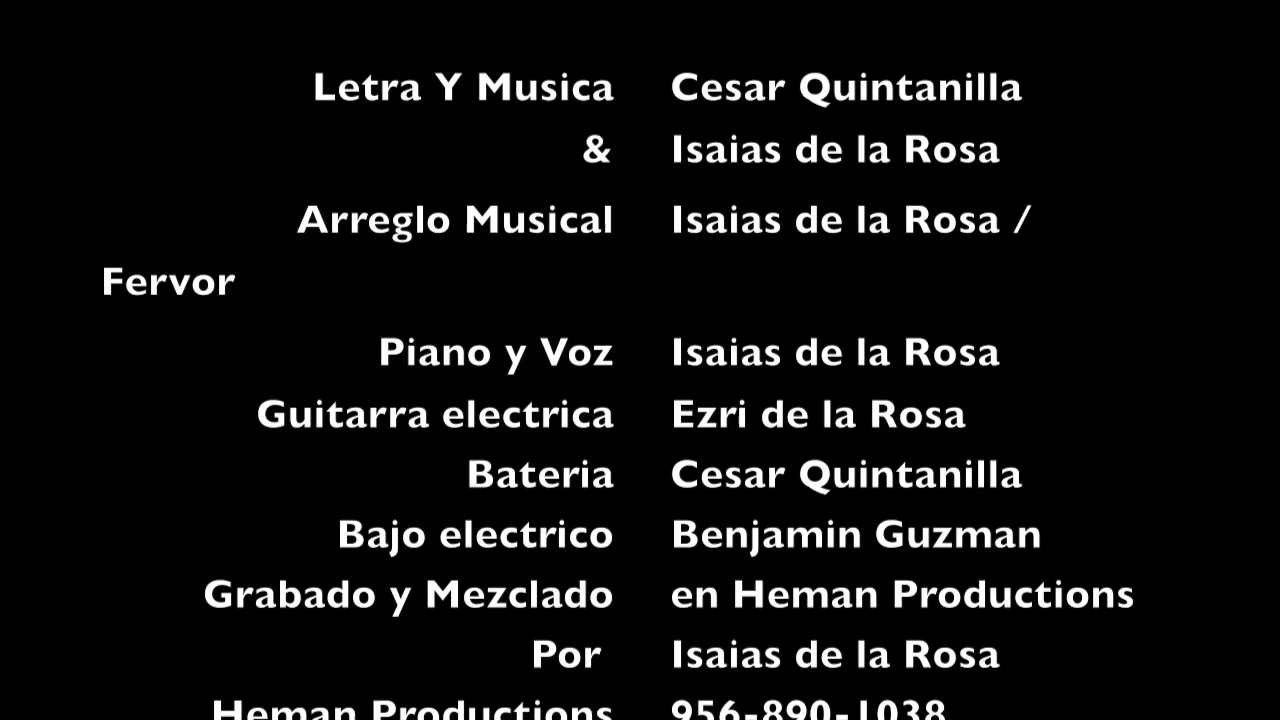 Letra Y Musica Cesar Quintanilla
& Isaias de la Rosa
Arreglo Musical Isaias de la Rosa /
Fervor
Piano y Voz Isaias de la Rosa
Guitarra electrica Ezri de la Rosa
Bateria Cesar Quintanilla
Bajo electrico Benjamin Guzman
Grabado y Mezclado en Heman Productions
Por Isaias de la Rosa
Heman Productions 956-890-1038